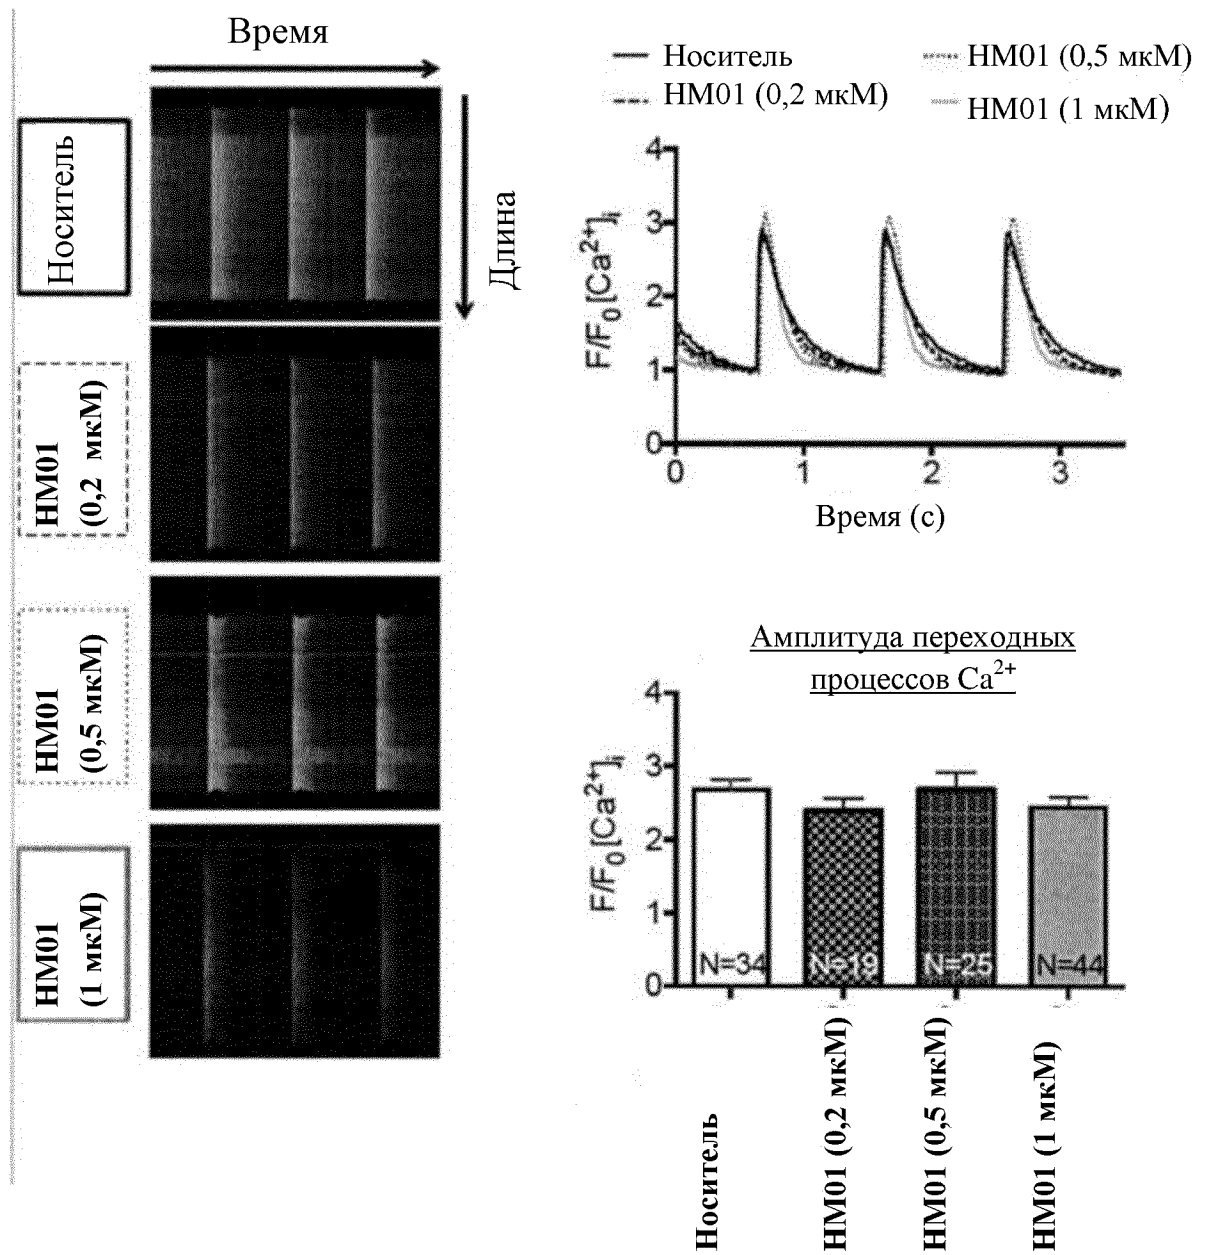 Время
Длина
Носитель
HM01
(0,2 мкМ)
HM01
(0,5 мкМ)
HM01
(1 мкМ)
Носитель
HM01 (0,2 мкМ)
HM01 (0,5 мкМ)
HM01 (1 мкМ)
F/F0[Ca2+]i
4
3
2
1
0
0 1 2 3
Время (с)
Амплитуда переходных
процессов Ca2+
F/F0[Ca2+]i
4
3
2
1
0
N=34 N=19 N=25 N=44
Носитель
HM01 (0,2 мкМ)
HM01 (0,5 мкМ)
HM01 (1 мкМ)